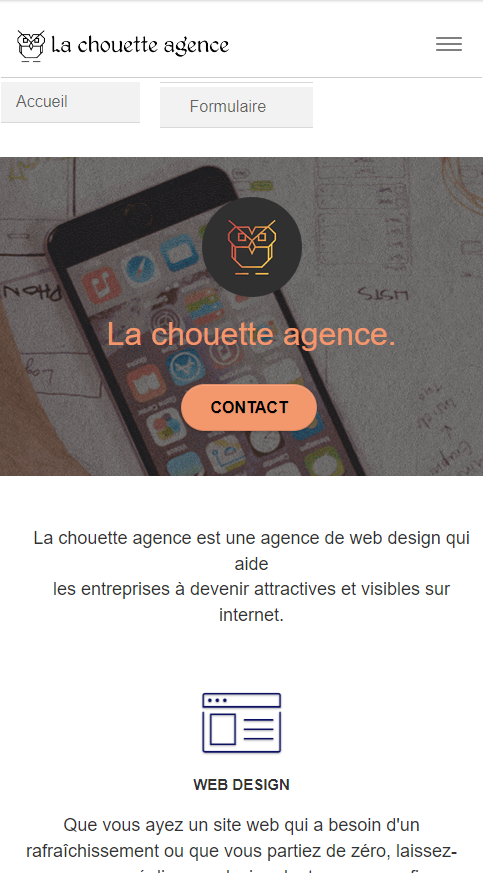 La chouette agence
Accueil
Formulaire
La chouette agence.
CONTACT
La chouette agence est une agence de web design qui
aide
les entreprises à devenir attractives et visibles sur
internet.
WEB DESIGN
Que vous ayez un site web qui a besoin d'un
rafraîchissement ou que vous partiez de zéro, laissez-